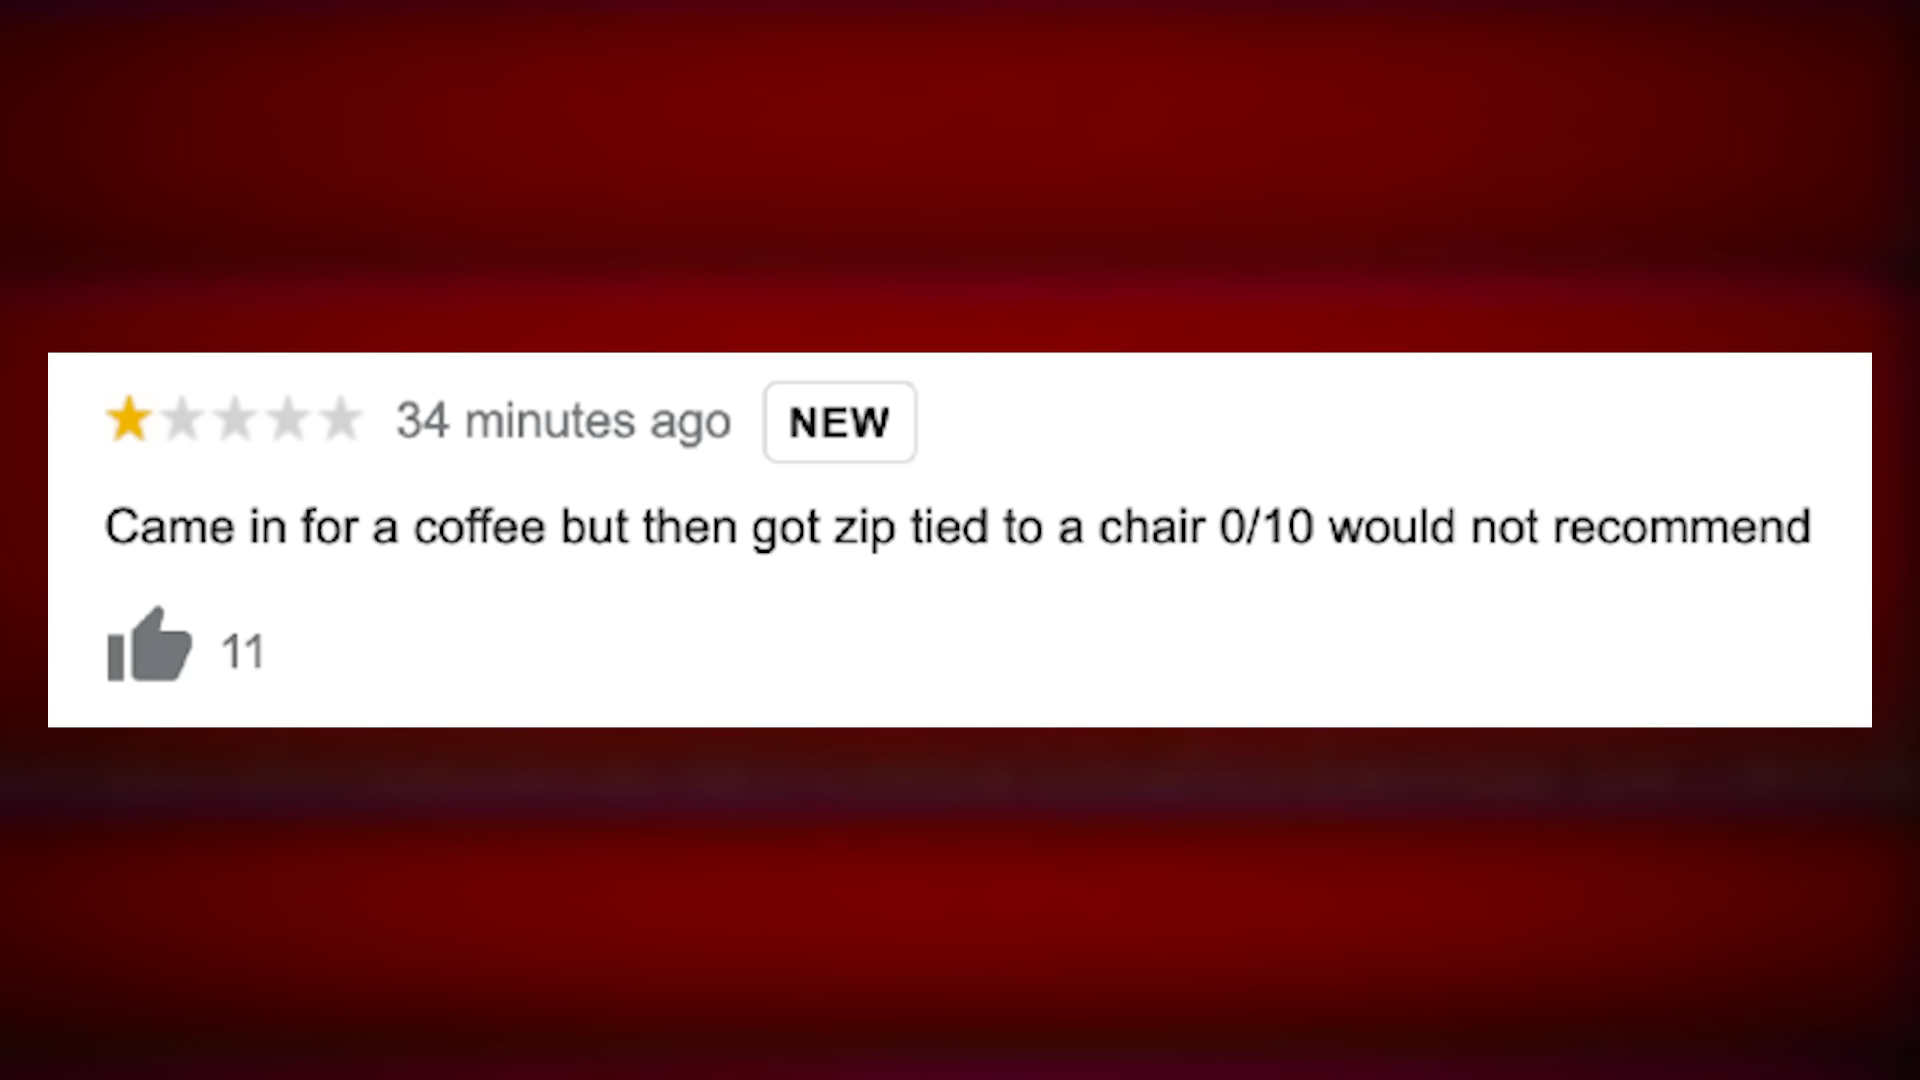 34 minutes ago NEW
Came in for a coffee but then got zip tied to a chair 0/10 would not recommend
11